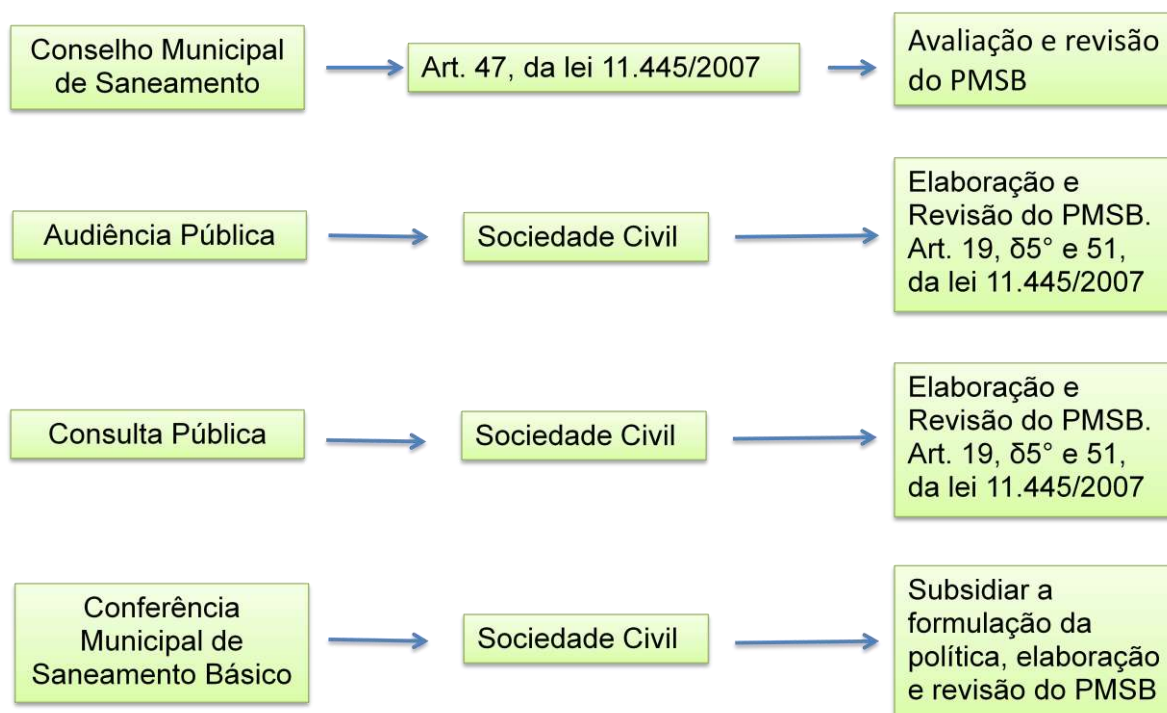 Conselho Municipal
de Saneamento
Art. 47, da lei 11.445/2007
Avaliação e revisão
do PMSB
Audiência Pública
Sociedade Civil
Elaboração e
Revisão do PMSB.
Art. 19, δ5° e 51,
da lei 11.445/2007
Consulta Pública
Sociedade Civil
Elaboração e
Revisão do PMSB.
Art. 19, δ5° e 51,
da lei 11.445/2007
Conferência
Municipal de
Saneamento Básico
Sociedade Civil
Subsidiar a
formulação da
política, elaboração
e revisão do PMSB